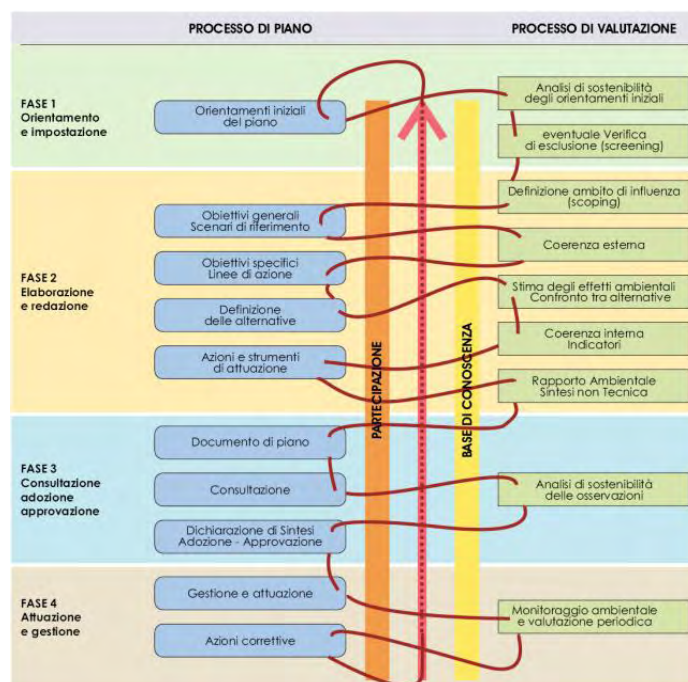 PROCESSO DI PIANO
PROCESSO DI VALUTAZIONE
FASE 1
Orientamento
e impostazione
Orientamenti iniziali
del piano
Analisi di sostenibilità
degli orientamenti iniziali
eventuale Verifica
di esclusione (screening)
FASE 2
Elaborazione
e redazione
Obiettivi generali
Scenari di riferimento
Obiettivi specifici
Linee di azione
Definizione
delle alternative
Azioni e strumenti
di attuazione
Definizione ambito di influenza
(scoping)
Coerenza esterna
Stima degli effetti ambientali
Confronto tra alternative
Coerenza interna
Indicatori
Rapporto Ambientale
Sintesi non Tecnica
PARTECIPAZIONE
BASE DI CONOSCENZA
FASE 3
Consultazione
adozione
approvazione
Documento di piano
Consultazione
Dichiarazione di Sintesi
Adozione - Approvazione
Analisi di sostenibilità
delle osservazioni
FASE 4
Attuazione
e gestione
Gestione e attuazione
Azioni correttive
Monitoraggio ambientale
e valutazione periodica